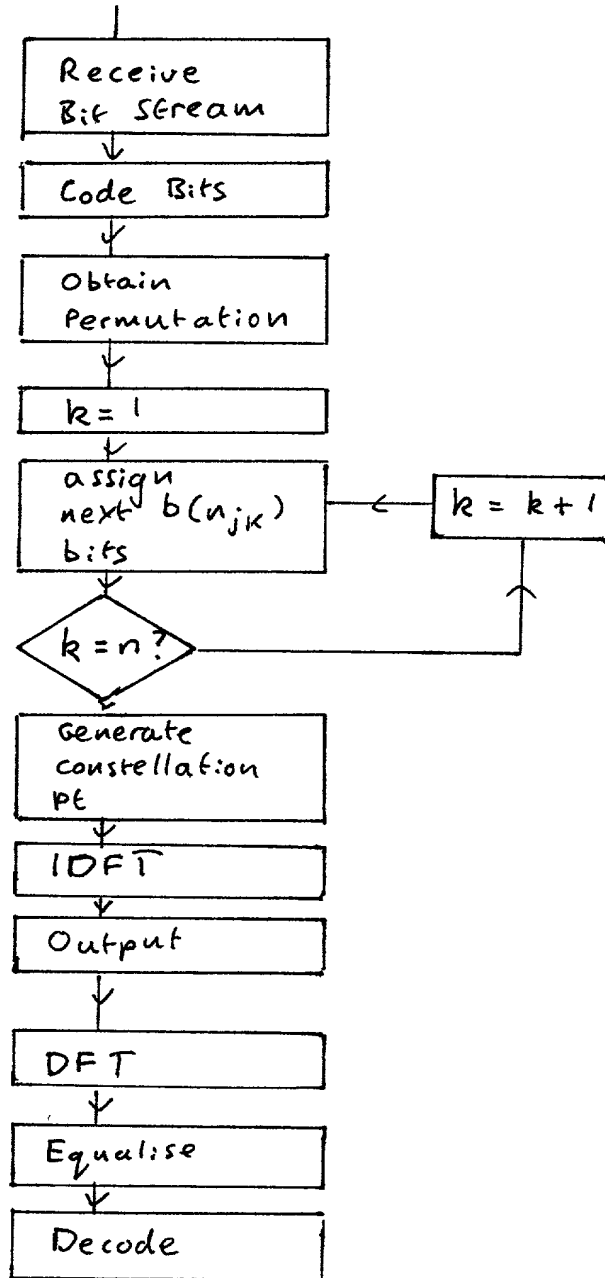 Receive
Bit Stream
Code Bits
Obtain
Permutation
k = 1
assign
next b(n_jk)
bits
k = k + 1
k = n?
Generate
constellation
pt
IDFT
Output
DFT
Equalise
Decode